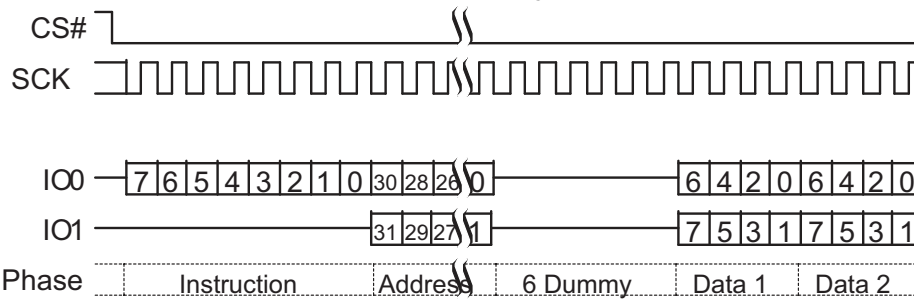 CS#
SCK
IO0 7 6 5 4 3 2 1 0 30 28 26 0 6 4 2 0 6 4 2 0
IO1 31 29 27 1 7 5 3 1 7 5 3 1
Phase Instruction Address 6 Dummy Data 1 Data 2